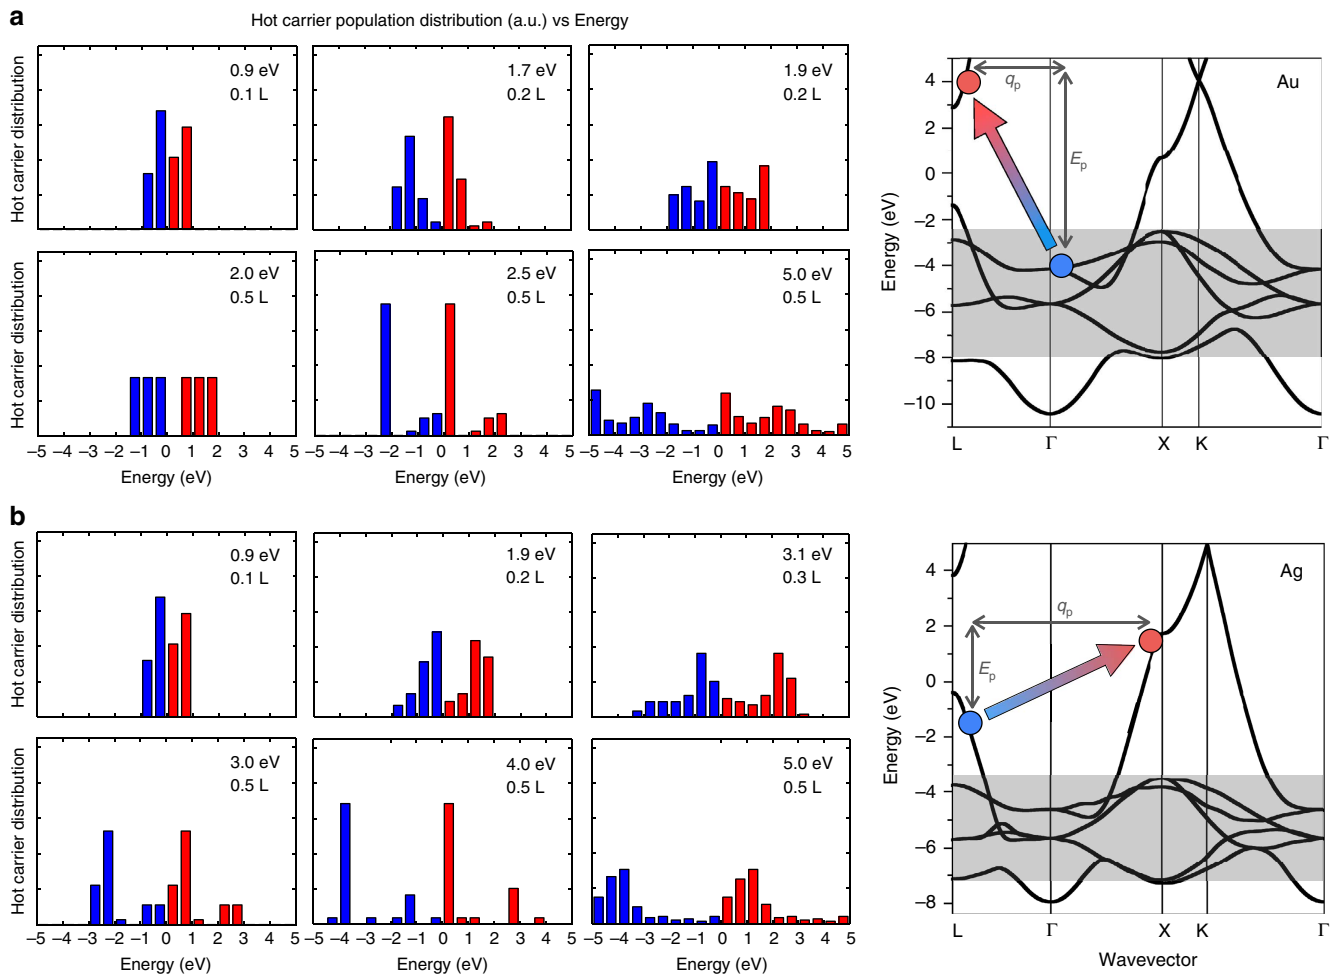 a
Hot carrier population distribution (a.u.) vs Energy
Hot carrier distribution
0.9 eV
0.1 L
1.7 eV
0.2 L
1.9 eV
0.2 L
Hot carrier distribution
2.0 eV
0.5 L
2.5 eV
0.5 L
5.0 eV
0.5 L
−5 −4 −3 −2 −1 0 1 2 3 4 5
−5 −4 −3 −2 −1 0 1 2 3 4 5
−5 −4 −3 −2 −1 0 1 2 3 4 5
Energy (eV)
Energy (eV)
Energy (eV)
Au
qp
Ep
Energy (eV)
4
2
0
−2
−4
−6
−8
−10
L Γ X K Γ
b
Hot carrier distribution
0.9 eV
0.1 L
1.9 eV
0.2 L
3.1 eV
0.3 L
Hot carrier distribution
3.0 eV
0.5 L
4.0 eV
0.5 L
5.0 eV
0.5 L
−5 −4 −3 −2 −1 0 1 2 3 4 5
−5 −4 −3 −2 −1 0 1 2 3 4 5
−5 −4 −3 −2 −1 0 1 2 3 4 5
Energy (eV)
Energy (eV)
Energy (eV)
Ag
qp
Ep
Energy (eV)
4
2
0
−2
−4
−6
−8
L Γ X K Γ
Wavevector